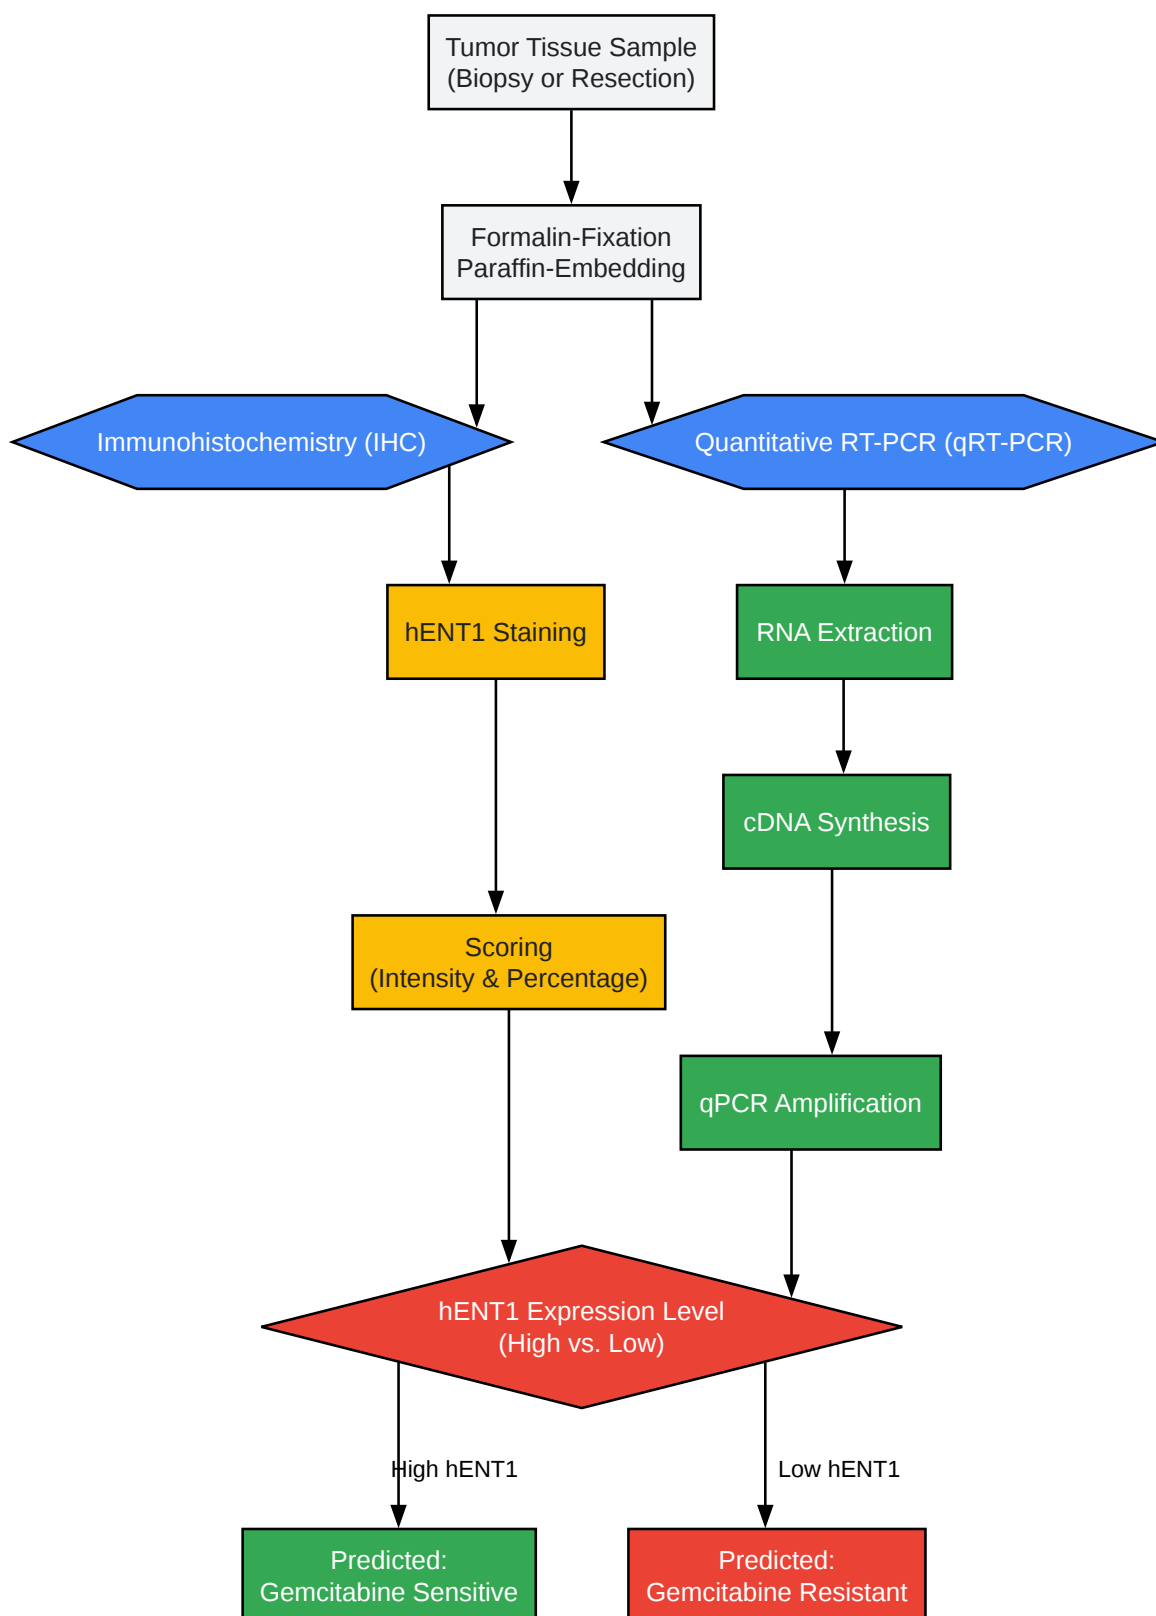 Tumor Tissue Sample
(Biopsy or Resection)
Formalin-Fixation
Paraffin-Embedding
Immunohistochemistry (IHC)
Quantitative RT-PCR (qRT-PCR)
hENT1 Staining
RNA Extraction
cDNA Synthesis
Scoring
(Intensity & Percentage)
qPCR Amplification
hENT1 Expression Level
(High vs. Low)
High hENT1
Low hENT1
Predicted:
Gemcitabine Sensitive
Predicted:
Gemcitabine Resistant